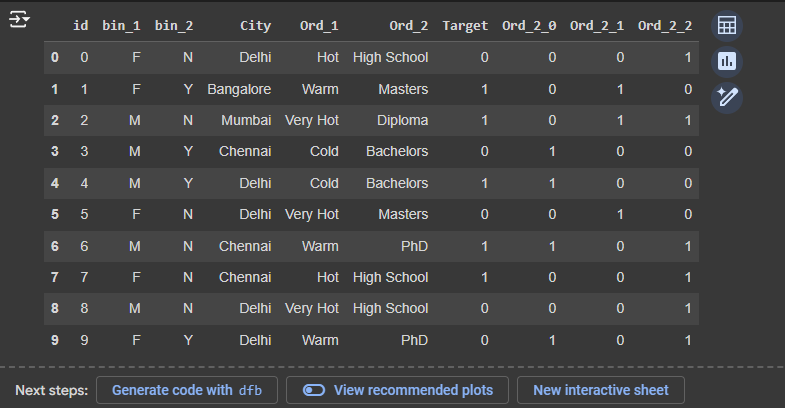 id bin_1 bin_2 City Ord_1 Ord_2 Target Ord_2_0 Ord_2_1 Ord_2_2
0 0 F N Delhi Hot High School 0 0 0 1
1 1 F Y Bangalore Warm Masters 1 0 1 0
2 2 M N Mumbai Very Hot Diploma 1 0 1 1
3 3 M Y Chennai Cold Bachelors 0 1 0 0
4 4 M Y Delhi Cold Bachelors 1 1 0 0
5 5 F N Delhi Very Hot Masters 0 0 1 0
6 6 M N Chennai Warm PhD 1 1 0 1
7 7 F N Chennai Hot High School 1 0 0 1
8 8 M N Delhi Very Hot High School 0 0 0 1
9 9 F Y Delhi Warm PhD 0 1 0 1
Next steps: Generate code with dfb View recommended plots New interactive sheet